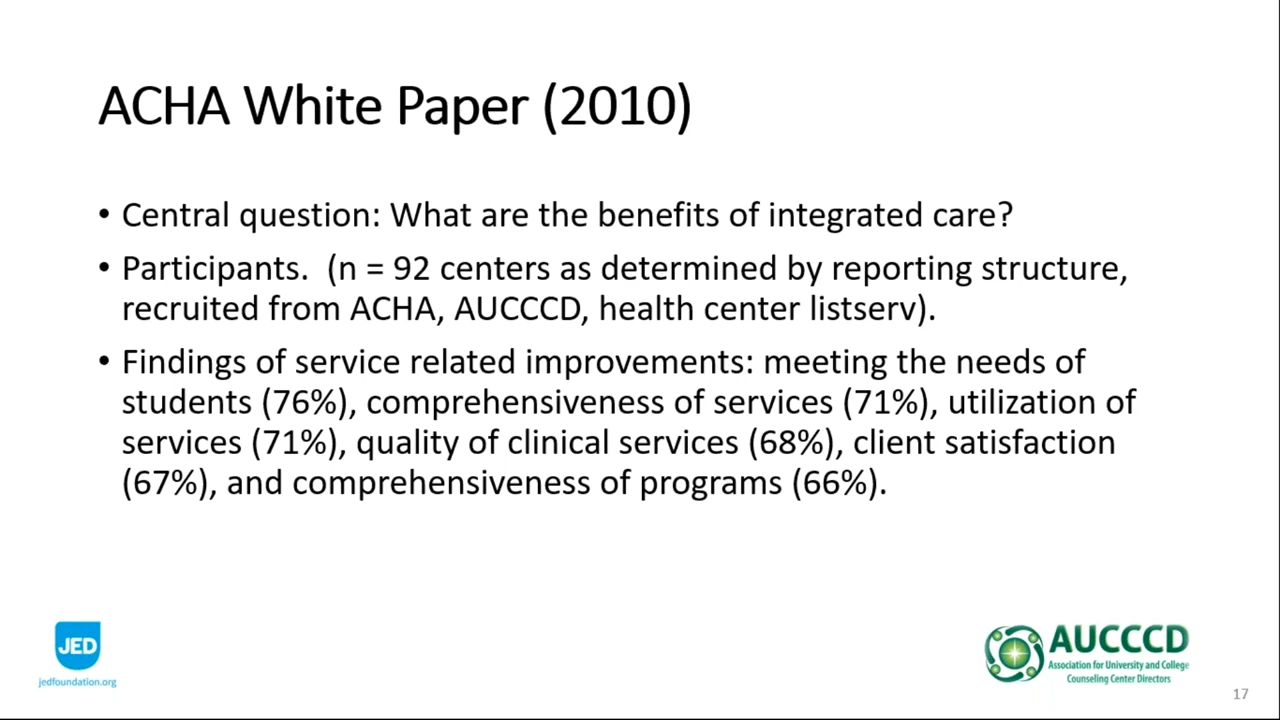 ACHA White Paper (2010)
• Central question: What are the benefits of integrated care?
• Participants.  (n = 92 centers as determined by reporting structure,
recruited from ACHA, AUCCCD, health center listserv).
• Findings of service related improvements: meeting the needs of
students (76%), comprehensiveness of services (71%), utilization of
services (71%), quality of clinical services (68%), client satisfaction
(67%), and comprehensiveness of programs (66%).
JED
jedfoundation.org
AUCCCD
Association for University and College
Counseling Center Directors
17